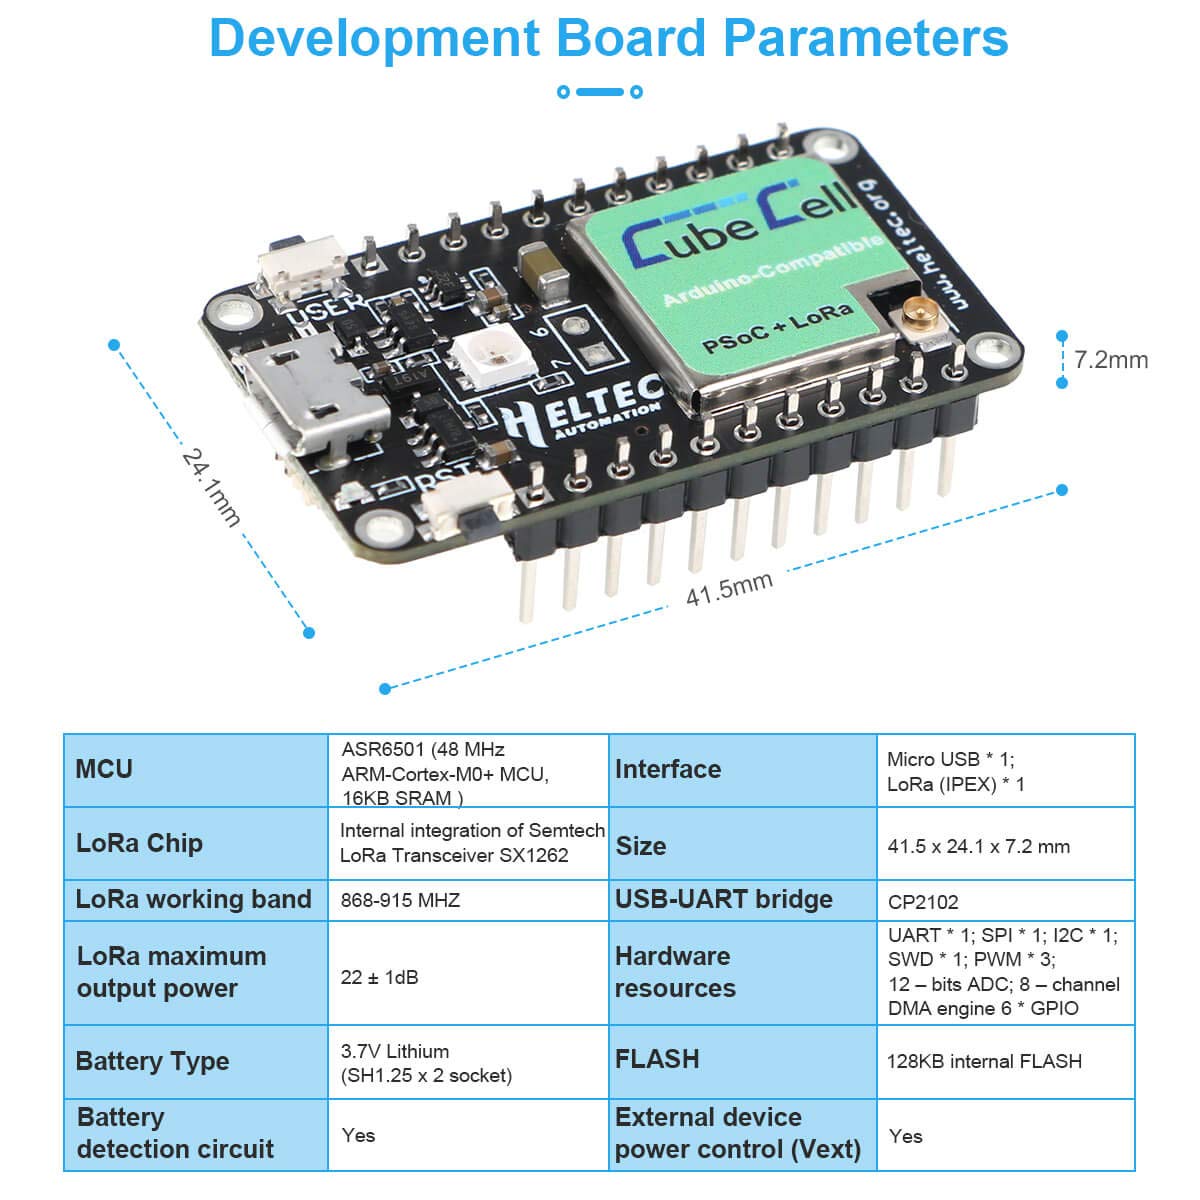 Development Board Parameters
CubeCell
Arduino-Compatible
PSoC + LoRa
www.heltec.org
USER
6
7
HELTEC
AUTOMATION
A19T
RST
7.2mm
24.1mm
41.5mm
MCU
ASR6501 (48 MHz
ARM-Cortex-M0+ MCU,
16KB SRAM )
Interface
Micro USB * 1;
LoRa (IPEX) * 1
LoRa Chip
Internal integration of Semtech
LoRa Transceiver SX1262
Size
41.5 x 24.1 x 7.2 mm
LoRa working band
868-915 MHZ
USB-UART bridge
CP2102
LoRa maximum
output power
22 ± 1dB
Hardware
resources
UART * 1; SPI * 1; I2C * 1;
SWD * 1; PWM * 3;
12 – bits ADC; 8 – channel
DMA engine 6 * GPIO
Battery Type
3.7V Lithium
(SH1.25 x 2 socket)
FLASH
128KB internal FLASH
Battery
detection circuit
Yes
External device
power control (Vext)
Yes